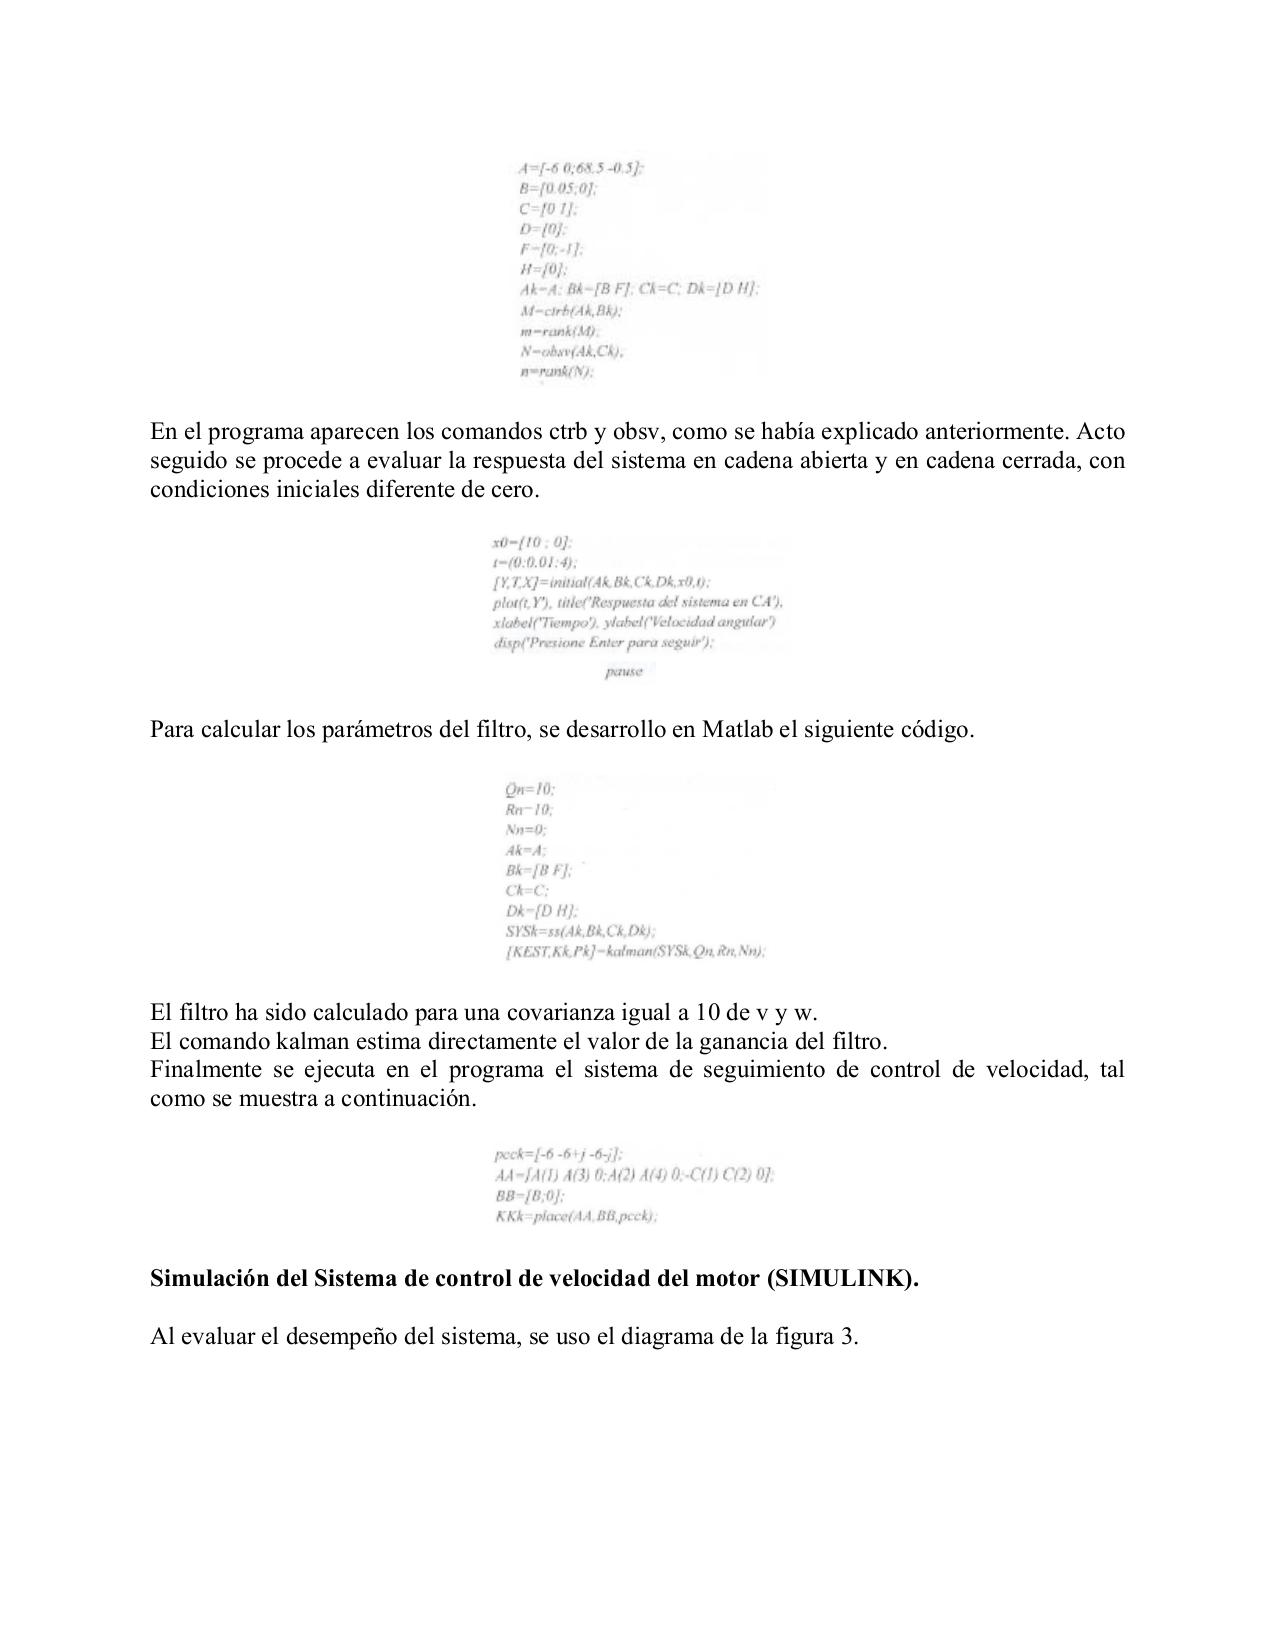 A=[-6 0;68.5 -0.5];
B=[0.05;0];
C=[0 1];
D=[0];
F=[0;-1];
H=[0];
Ak=A; Bk=[B F]; Ck=C; Dk=[D H];
M=ctrb(Ak,Bk);
m=rank(M);
N=obsv(Ak,Ck);
n=rank(N);
En el programa aparecen los comandos ctrb y obsv, como se había explicado anteriormente. Acto
seguido se procede a evaluar la respuesta del sistema en cadena abierta y en cadena cerrada, con
condiciones iniciales diferente de cero.
x0=[10 ; 0];
t=(0:0.01:4);
[Y,T,X]=initial(Ak,Bk,Ck,Dk,x0,t);
plot(t,Y), title('Respuesta del sistema en CA'),
xlabel('Tiempo'), ylabel('Velocidad angular')
disp('Presione Enter para seguir');
pause
Para calcular los parámetros del filtro, se desarrollo en Matlab el siguiente código.
Qn=10;
Rn=10;
Nn=0;
Ak=A;
Bk=[B F];
Ck=C;
Dk=[D H];
SYSk=ss(Ak,Bk,Ck,Dk);
[KEST,Kk,Pk]=kalman(SYSk,Qn,Rn,Nn);
El filtro ha sido calculado para una covarianza igual a 10 de v y w.
El comando kalman estima directamente el valor de la ganancia del filtro.
Finalmente se ejecuta en el programa el sistema de seguimiento de control de velocidad, tal
como se muestra a continuación.
pcck=[-6 -6+j -6-j];
AA=[A(1) A(3) 0;A(2) A(4) 0;-C(1) C(2) 0];
BB=[B;0];
KKk=place(AA,BB,pcck);
Simulación del Sistema de control de velocidad del motor (SIMULINK).
Al evaluar el desempeño del sistema, se uso el diagrama de la figura 3.